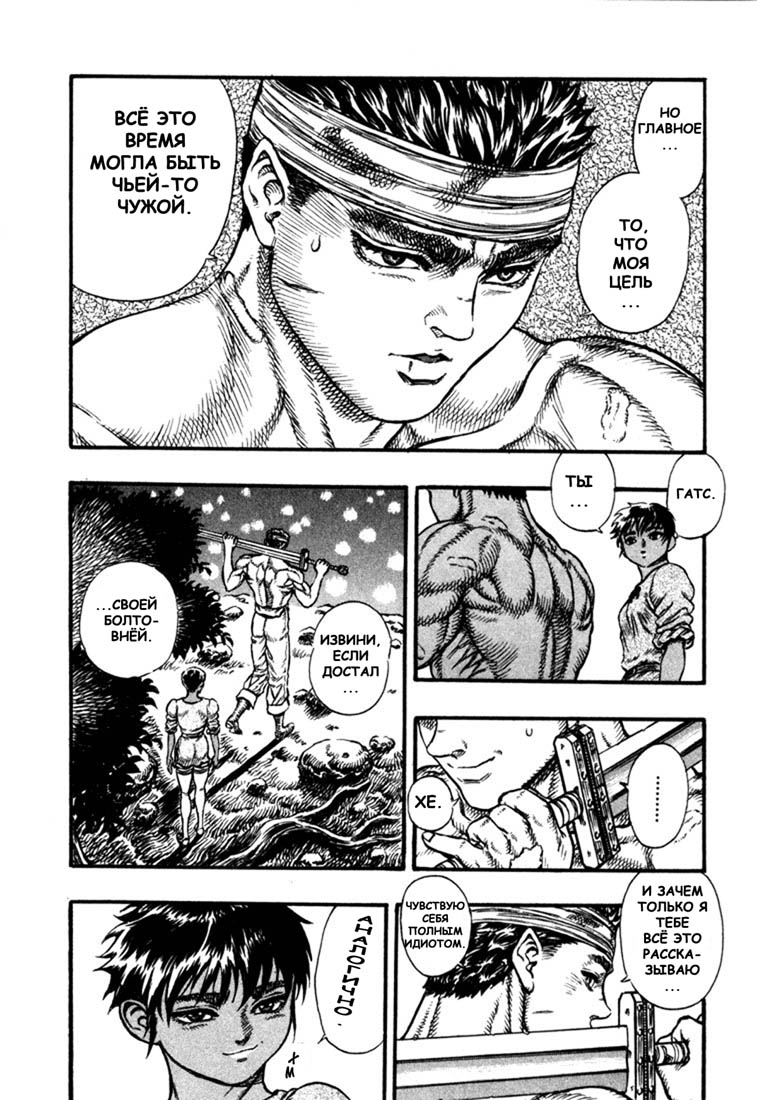 НО
ГЛАВНОЕ
...
ТО,
ЧТО
МОЯ
ЦЕЛЬ
...
ВСЁ ЭТО
ВРЕМЯ
МОГЛА БЫТЬ
ЧЬЕЙ-ТО
ЧУЖОЙ.
ГАТС.
ТЫ
...
.........
ХЕ.
ИЗВИНИ,
ЕСЛИ
ДОСТАЛ
...
...СВОЕЙ
БОЛТО-
ВНЁЙ.
И ЗАЧЕМ
ТОЛЬКО Я
ТЕБЕ
ВСЁ ЭТО
РАССКА-
ЗЫВАЮ
...
ЧУВСТВУЮ
СЕБЯ
ПОЛНЫМ
ИДИОТОМ.
АНАЛОГИЧНО.
ХМ